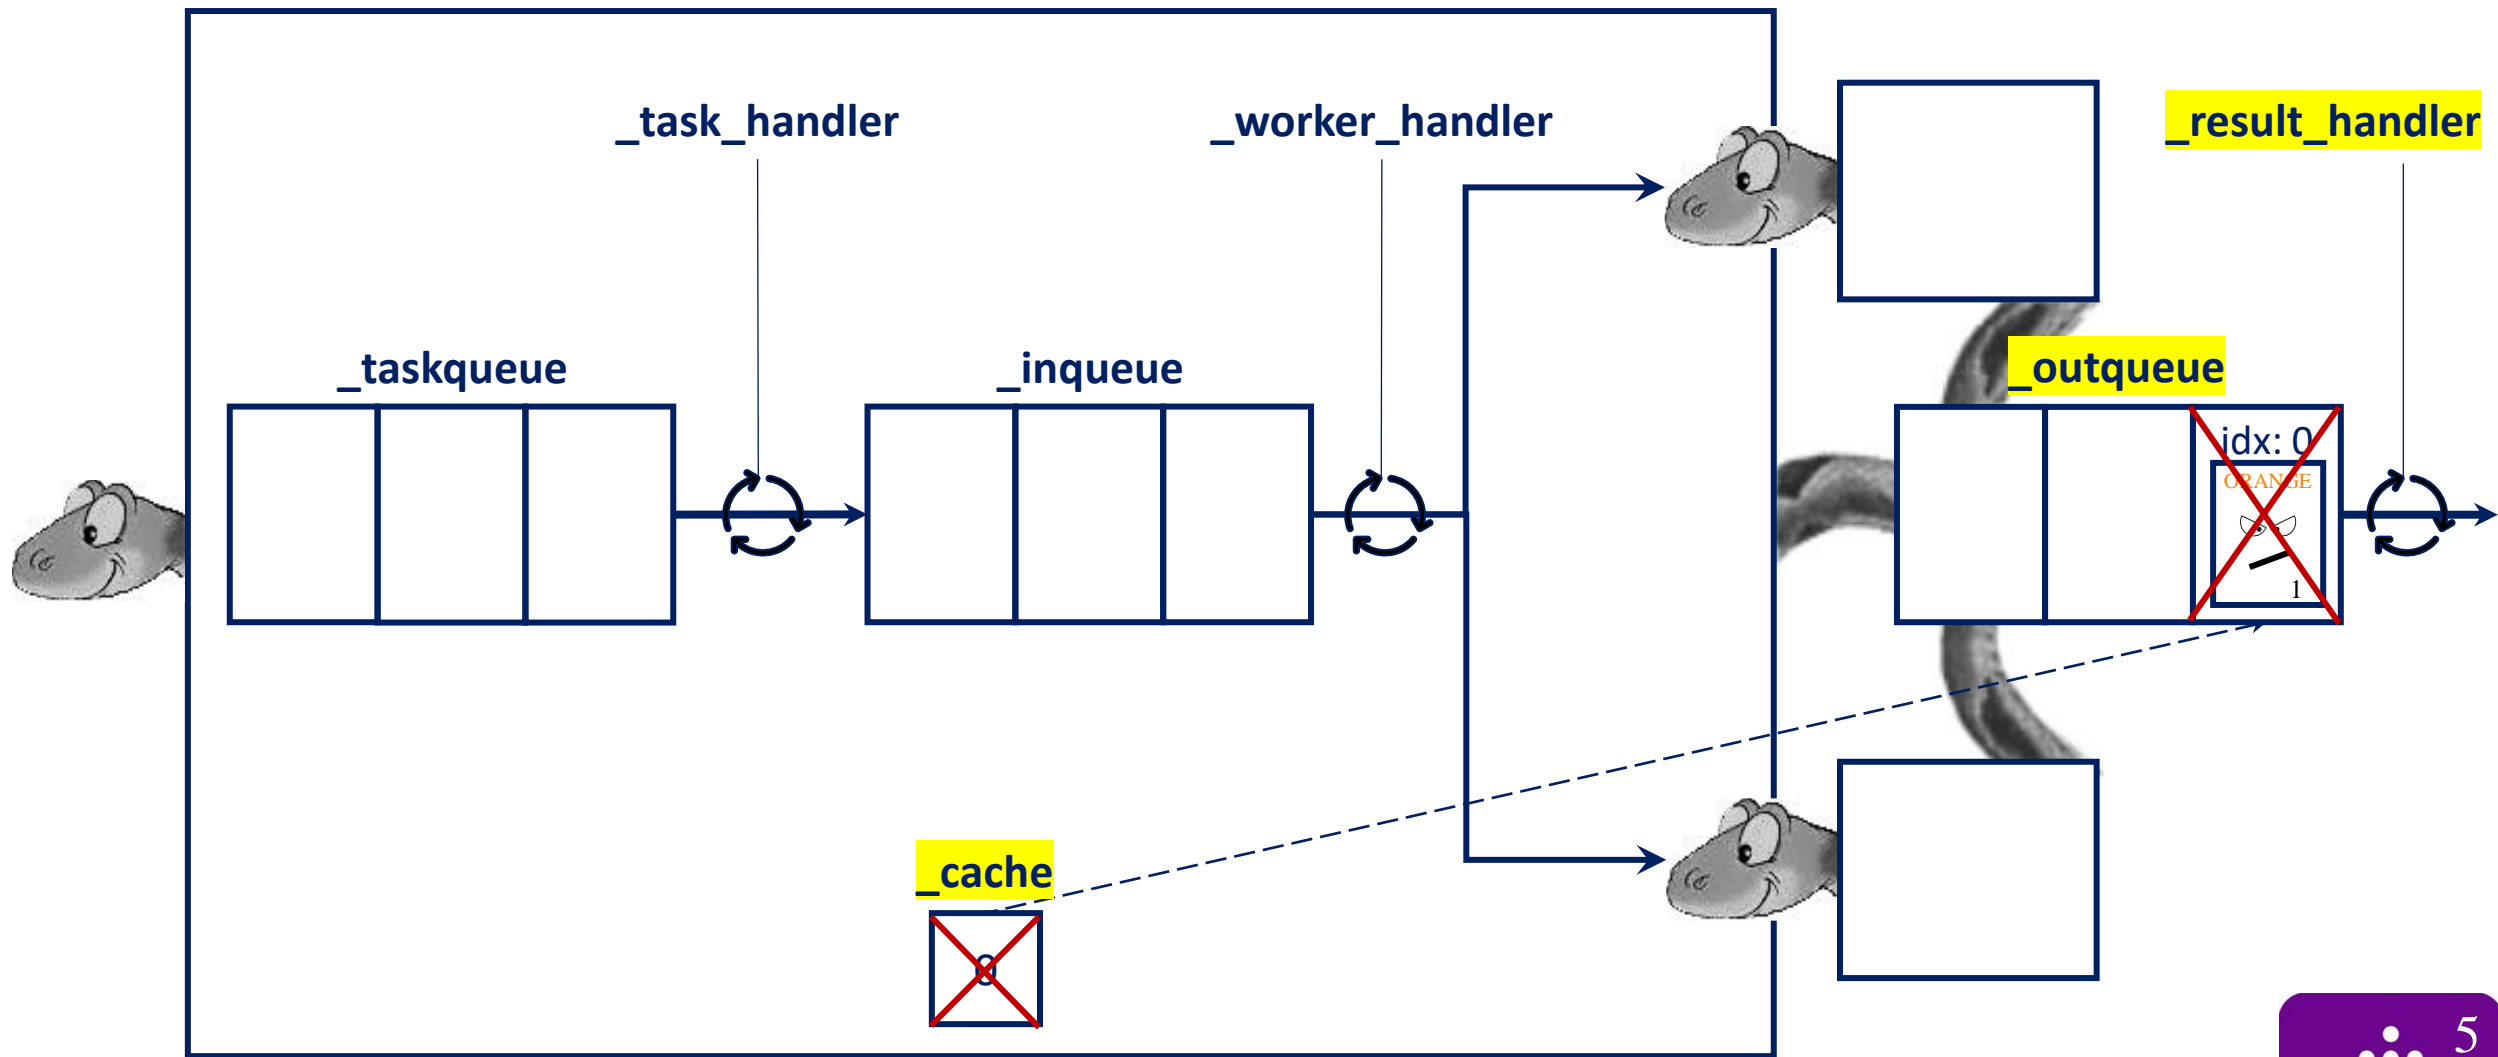 _task_handler
_worker_handler
_result_handler
_taskqueue
_inqueue
_outqueue
idx: 0
ORANGE
1
_cache
0
5